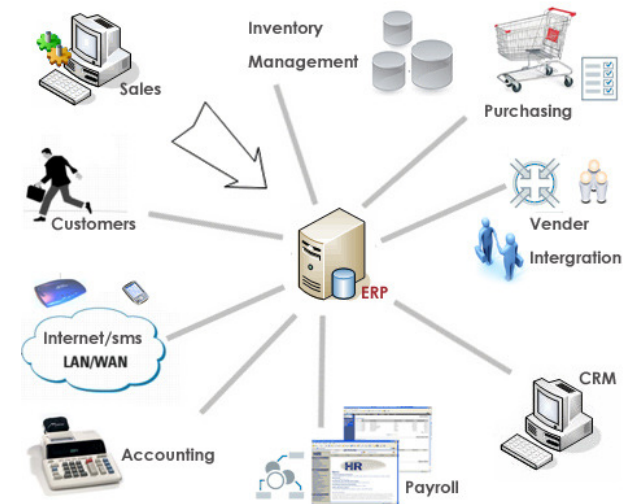 Inventory
Management
Sales
Purchasing
Customers
Vender
Intergration
ERP
Internet/sms
LAN/WAN
CRM
Accounting
HR
Payroll